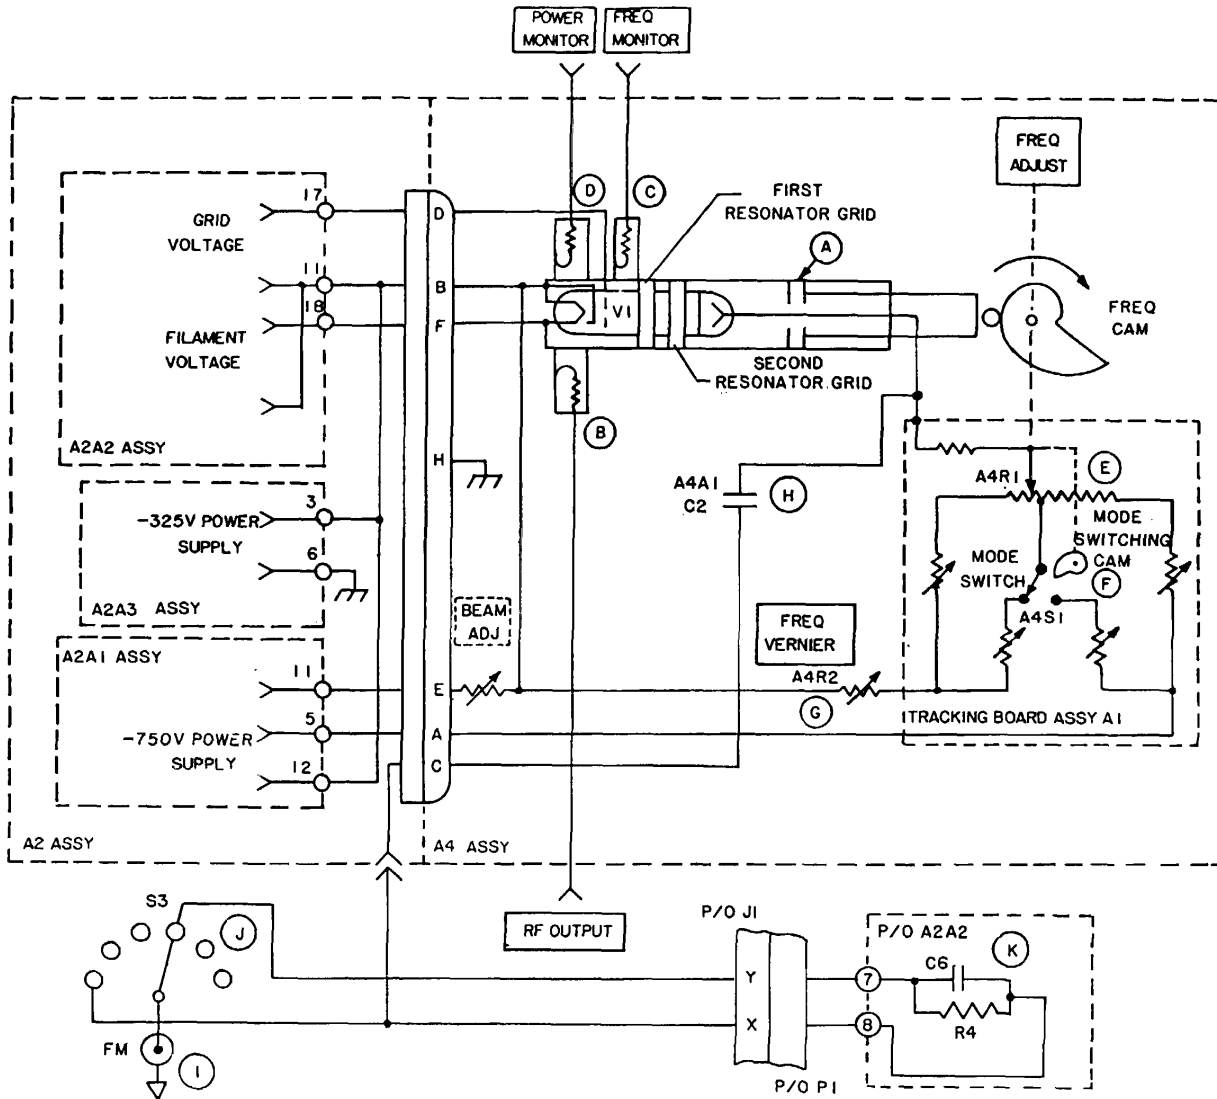 POWER
MONITOR
FREQ
MONITOR
FREQ
ADJUST
17
D
D
C
FIRST
RESONATOR GRID
GRID
VOLTAGE
A
11
B
18
F
V1
FREQ
CAM
FILAMENT
VOLTAGE
SECOND
RESONATOR GRID
B
A2A2 ASSY
H
A4A1
C2
H
A4R1
E
3
-325V POWER
SUPPLY
6
MODE
SWITCHING
CAM
MODE
SWITCH
F
A2A3 ASSY
BEAM
ADJ
FREQ
VERNIER
A4S1
A2A1 ASSY
11
E
A4R2
G
TRACKING BOARD ASSY A1
5
-750V POWER
SUPPLY
A
12
C
A2 ASSY
A4 ASSY
S3
J
RF OUTPUT
P/O J1
P/O A2A2
K
C6
Y
7
R4
X
8
FM
I
P/O P1